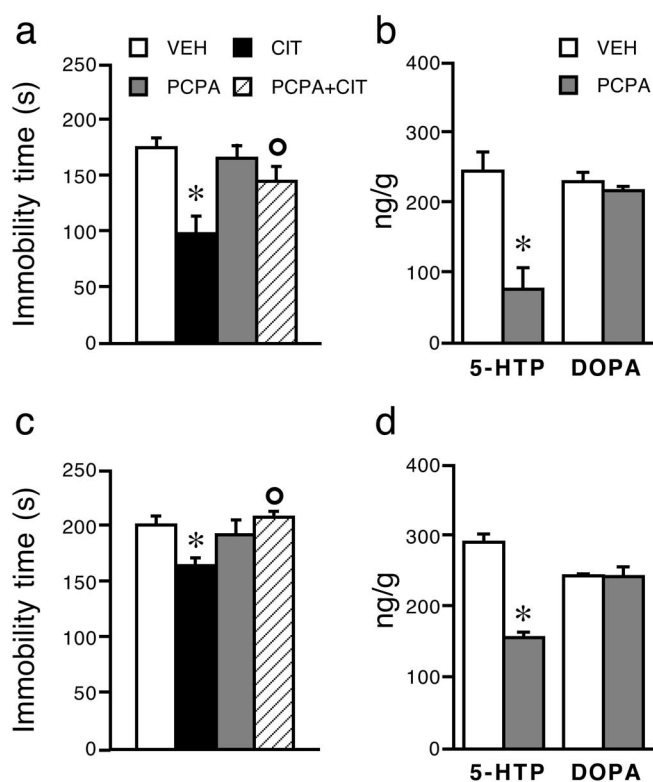 a
VEH
CIT
PCPA
PCPA+CIT
Immobility time (s)
250
200
150
100
50
0
*
b
VEH
PCPA
ng/g
400
300
200
100
0
*
5-HTP DOPA
c
Immobility time (s)
250
200
150
100
50
0
*
d
ng/g
400
300
200
100
0
*
5-HTP DOPA